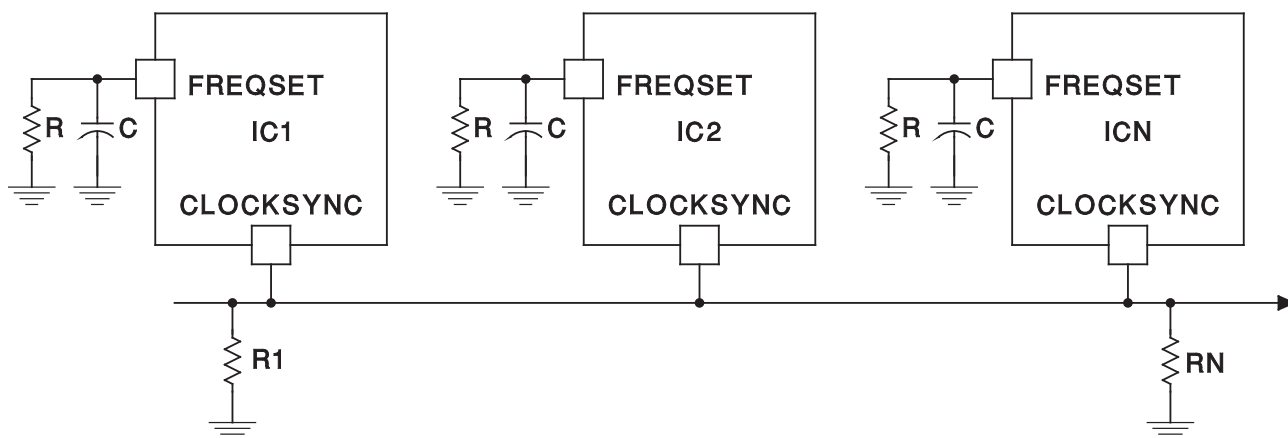 FREQSET
R
C
IC1
CLOCKSYNC
FREQSET
R
C
IC2
CLOCKSYNC
FREQSET
R
C
ICN
CLOCKSYNC
R1
RN